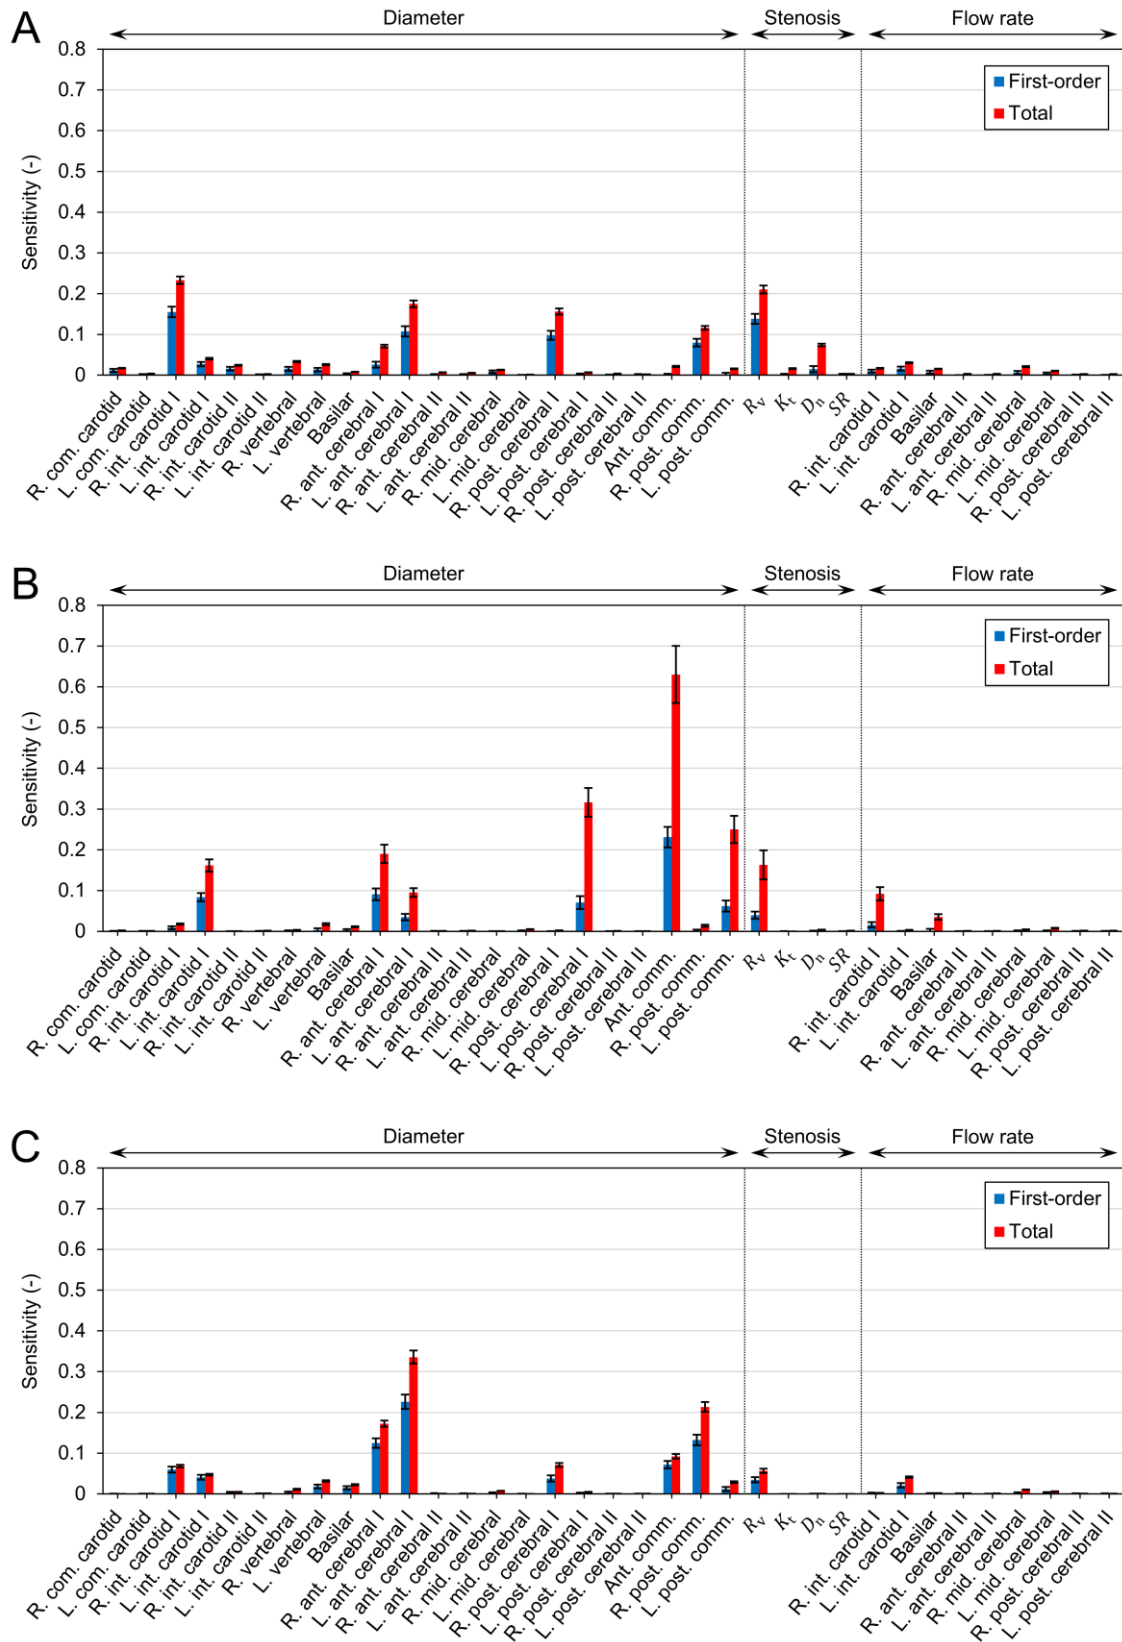 A
Diameter Stenosis Flow rate
0.8
0.7
0.6
0.5
0.4
0.3
0.2
0.1
0
Sensitivity (-)
First-order
Total
R. com. carotid
L. com. carotid
R. int. carotid I
L. int. carotid I
R. int. carotid II
L. int. carotid II
R. vertebral
L. vertebral
Basilar
R. ant. cerebral I
L. ant. cerebral I
R. ant. cerebral II
L. ant. cerebral II
R. mid. cerebral
L. mid. cerebral
R. post. cerebral I
L. post. cerebral I
R. post. cerebral II
L. post. cerebral II
Ant. comm.
R. post. comm.
L. post. comm.
Rv
Kt
Dn
SR
R. int. carotid I
L. int. carotid I
Basilar
R. ant. cerebral II
L. ant. cerebral II
R. mid. cerebral
L. mid. cerebral
R. post. cerebral II
L. post. cerebral II
B
Diameter Stenosis Flow rate
0.8
0.7
0.6
0.5
0.4
0.3
0.2
0.1
0
Sensitivity (-)
First-order
Total
R. com. carotid
L. com. carotid
R. int. carotid I
L. int. carotid I
R. int. carotid II
L. int. carotid II
R. vertebral
L. vertebral
Basilar
R. ant. cerebral I
L. ant. cerebral I
R. ant. cerebral II
L. ant. cerebral II
R. mid. cerebral
L. mid. cerebral
R. post. cerebral I
L. post. cerebral I
R. post. cerebral II
L. post. cerebral II
Ant. comm.
R. post. comm.
L. post. comm.
Rv
Kt
Dn
SR
R. int. carotid I
L. int. carotid I
Basilar
R. ant. cerebral II
L. ant. cerebral II
R. mid. cerebral
L. mid. cerebral
R. post. cerebral II
L. post. cerebral II
C
Diameter Stenosis Flow rate
0.8
0.7
0.6
0.5
0.4
0.3
0.2
0.1
0
Sensitivity (-)
First-order
Total
R. com. carotid
L. com. carotid
R. int. carotid I
L. int. carotid I
R. int. carotid II
L. int. carotid II
R. vertebral
L. vertebral
Basilar
R. ant. cerebral I
L. ant. cerebral I
R. ant. cerebral II
L. ant. cerebral II
R. mid. cerebral
L. mid. cerebral
R. post. cerebral I
L. post. cerebral I
R. post. cerebral II
L. post. cerebral II
Ant. comm.
R. post. comm.
L. post. comm.
Rv
Kt
Dn
SR
R. int. carotid I
L. int. carotid I
Basilar
R. ant. cerebral II
L. ant. cerebral II
R. mid. cerebral
L. mid. cerebral
R. post. cerebral II
L. post. cerebral II